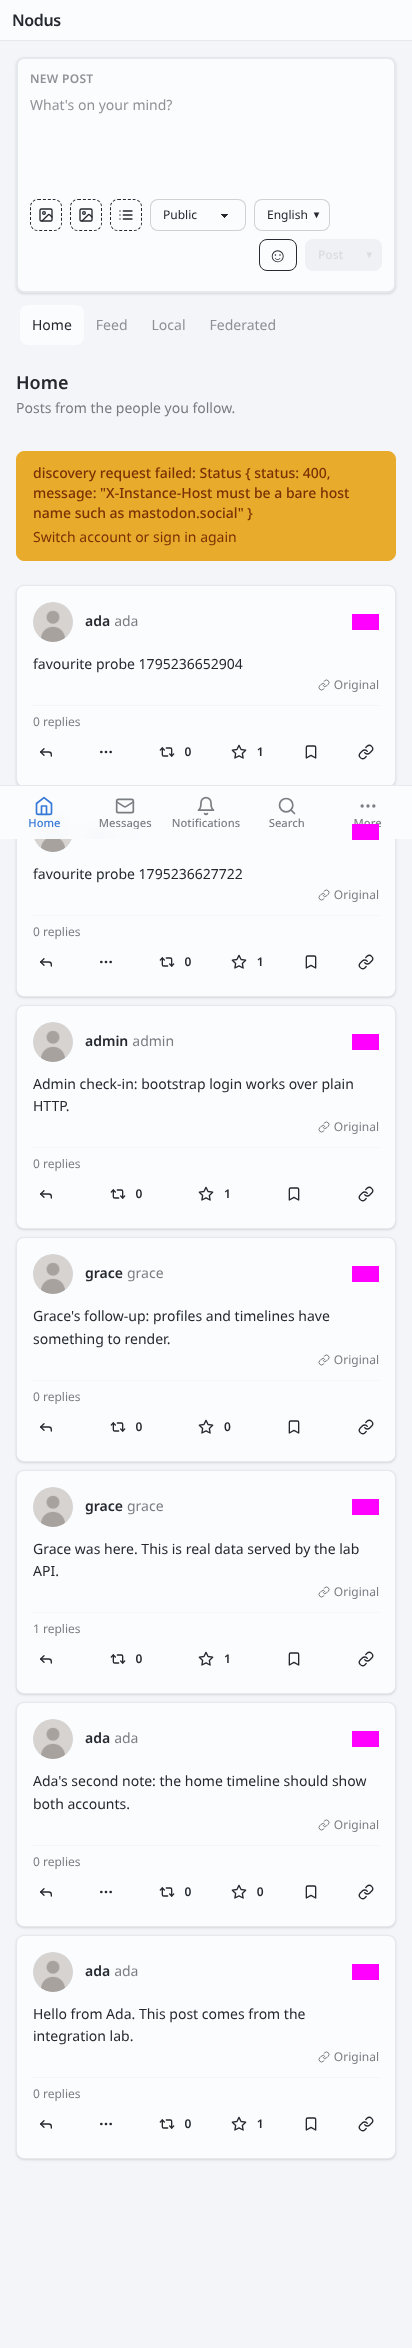 Nodus
NEW POST
What's on your mind?
Public
English
Post
Home Feed Local Federated
Home
Posts from the people you follow.
discovery request failed: Status { status: 400,
message: "X-Instance-Host must be a bare host
name such as mastodon.social" }
Switch account or sign in again
ada ada
favourite probe 1795236652904
Original
0 replies
0 1
Home Messages Notifications Search More
favourite probe 1795236627722
Original
0 replies
0 1
admin admin
Admin check-in: bootstrap login works over plain
HTTP.
Original
0 replies
0 1
grace grace
Grace's follow-up: profiles and timelines have
something to render.
Original
0 replies
0 0
grace grace
Grace was here. This is real data served by the lab
API.
Original
1 replies
0 1
ada ada
Ada's second note: the home timeline should show
both accounts.
Original
0 replies
0 0
ada ada
Hello from Ada. This post comes from the
integration lab.
Original
0 replies
0 1